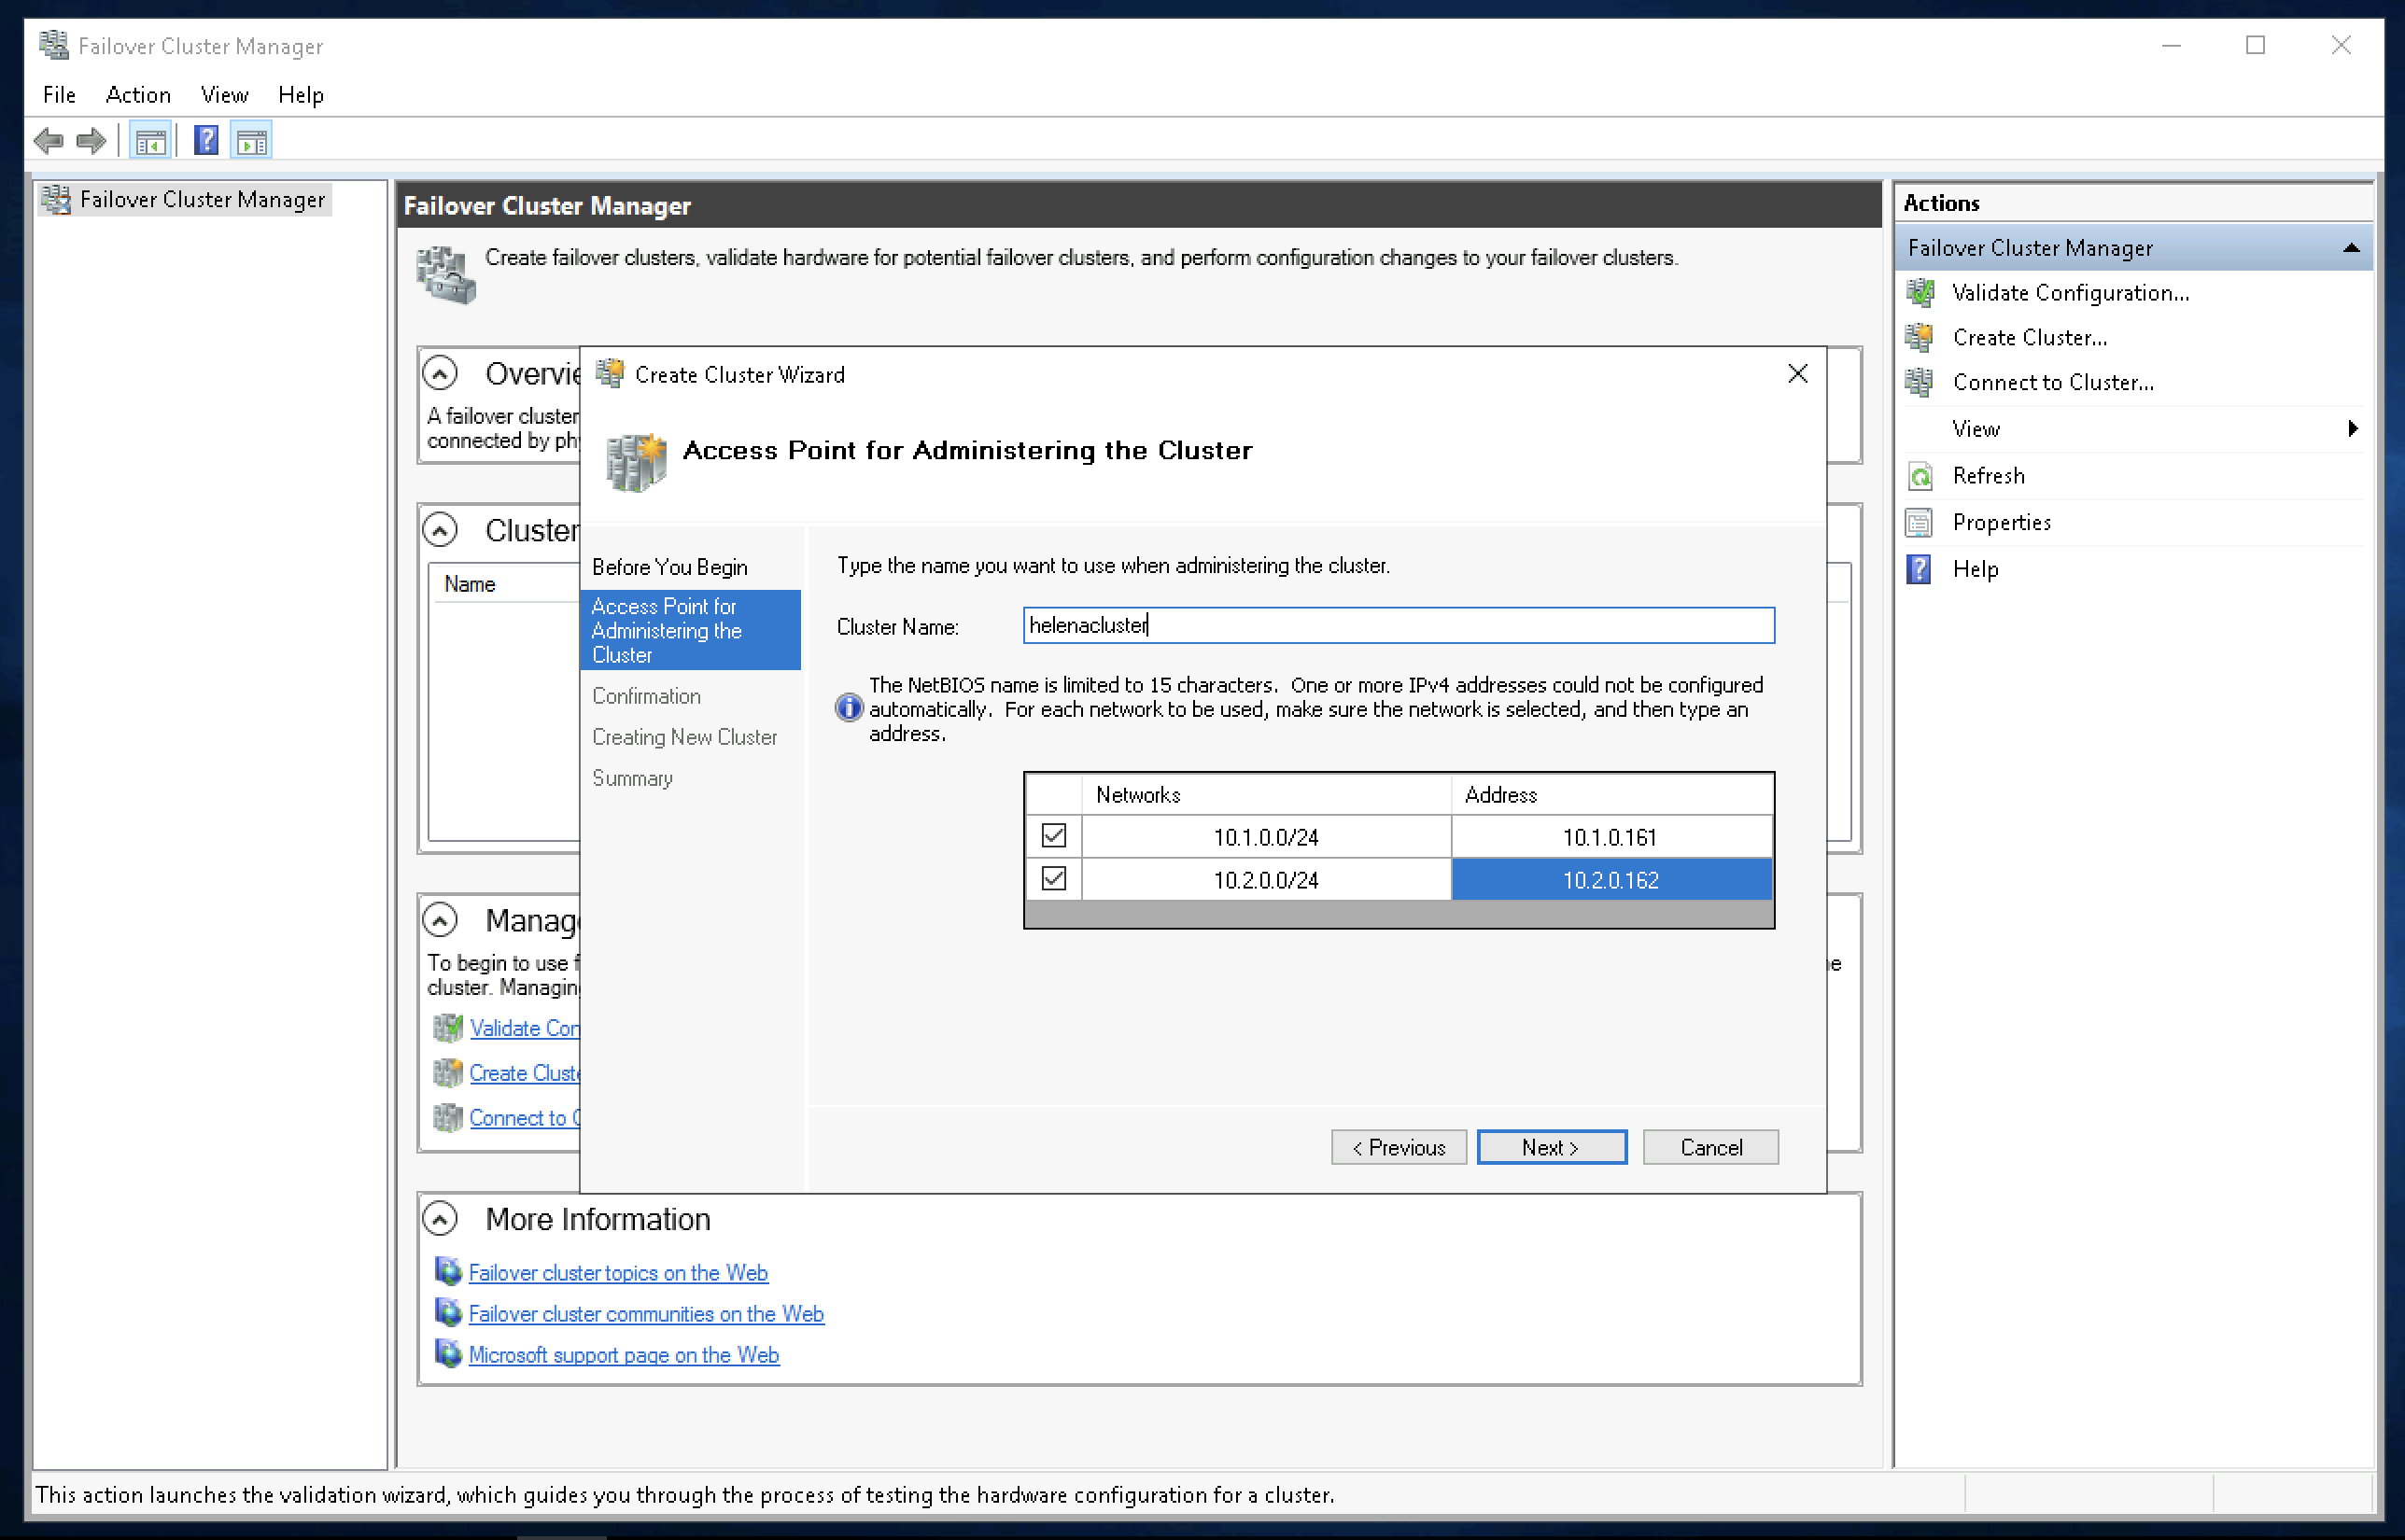 Failover Cluster Manager
File Action View Help
Failover Cluster Manager
Failover Cluster Manager
Create failover clusters, validate hardware for potential failover clusters, and perform configuration changes to your failover clusters.
A failover cluster
connected by
Cluster
Name
To begin to use
cluster.
Validate
Create
Connect to
More Information
Failover cluster topics on the Web
Failover cluster communities on the Web
Microsoft support page on the Web
Create Cluster Wizard
Access Point for Administering the Cluster
Before You Begin
Access Point for
Administering the
Cluster
Confirmation
Creating New Cluster
Summary
Type the name you want to use when administering the cluster.
Cluster Name: helenacluster
The NetBIOS name is limited to 15 characters. One or more IPv4 addresses could not be configured
automatically. For each network to be used, make sure the network is selected, and then type an
address.
Networks Address
10.1.0.0/24 10.1.0.161
10.2.0.0/24 10.2.0.162
< Previous Next > Cancel
Actions
Failover Cluster Manager
Validate Configuration...
Create Cluster...
Connect to Cluster...
View
Refresh
Properties
Help
This action launches the validation wizard, which guides you through the process of testing the hardware configuration for a cluster.